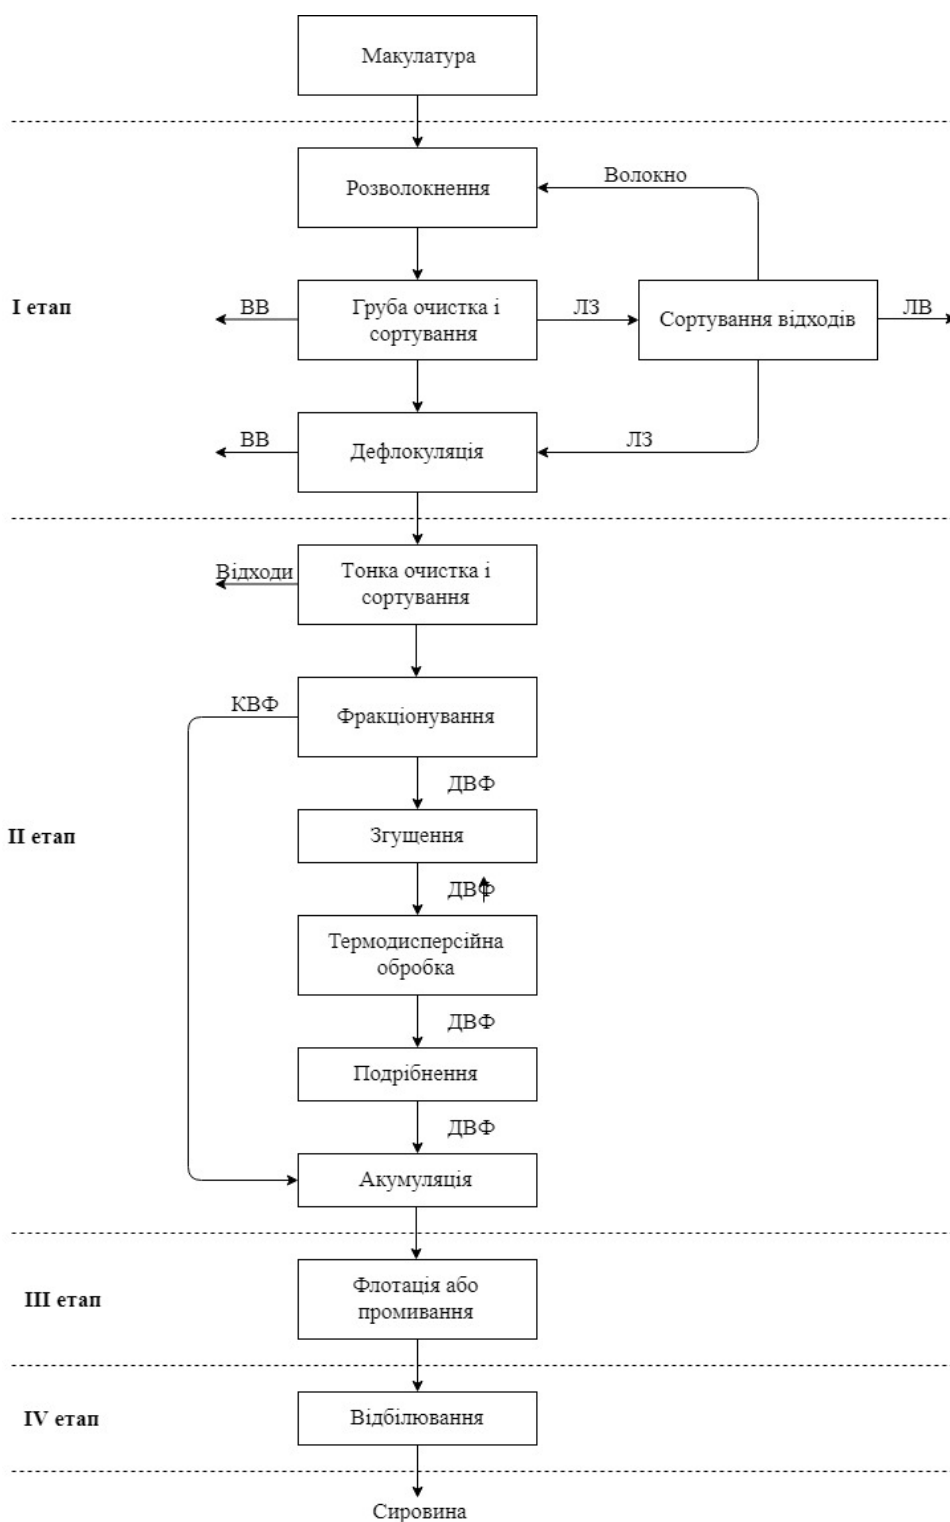 Макулатура
Розволокнення
Волокно
I етап
ВВ
Груба очистка і
сортування
ЛЗ
Сортування відходів
ЛВ
ВВ
Дефлокуляція
ЛЗ
Відходи
Тонка очистка і
сортування
КВФ
Фракціонування
ДВФ
II етап
Згущення
ДВФ
Термодисперсійна
обробка
ДВФ
Подрібнення
ДВФ
Акумуляція
III етап
Флотація або
промивання
IV етап
Відбілювання
Сировина